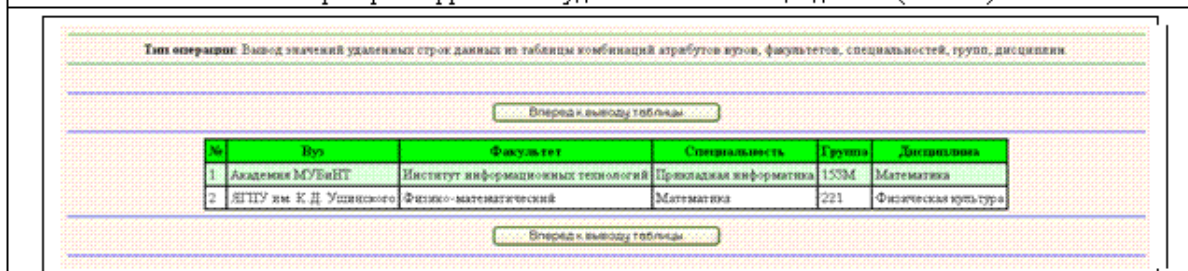 Тип операции: Вывод значений удаленных строк данных из таблицы комбинаций атрибутов вузов, факультетов, специальностей, групп, дисциплин.
Вперед к выводу таблицы
№ Вуз Факультет Специальность Группа Дисциплина
1 Академия МУБиНТ Институт информационных технологий Прикладная информатика 153М Математика
2 ЯГПУ им. К.Д. Ушинского Физико-математический Математика 221 Физическая культура
Вперед к выводу таблицы